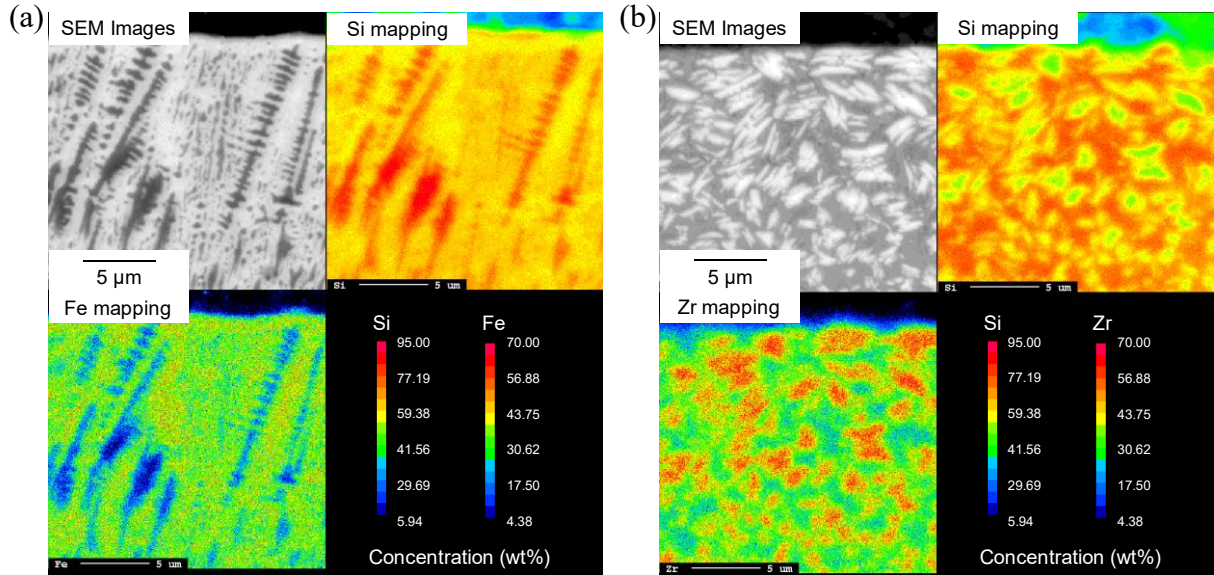 (a)
SEM Images
Si mapping
5 μm
Fe mapping
Si 5 um
Si
Fe
95.00
70.00
77.19
56.88
59.38
43.75
41.56
30.62
29.69
17.50
5.94
4.38
Concentration (wt%)
Fe 5 um
(b)
SEM Images
Si mapping
5 μm
Zr mapping
Si 5 um
Si
Zr
95.00
70.00
77.19
56.88
59.38
43.75
41.56
30.62
29.69
17.50
5.94
4.38
Concentration (wt%)
Zr 5 um